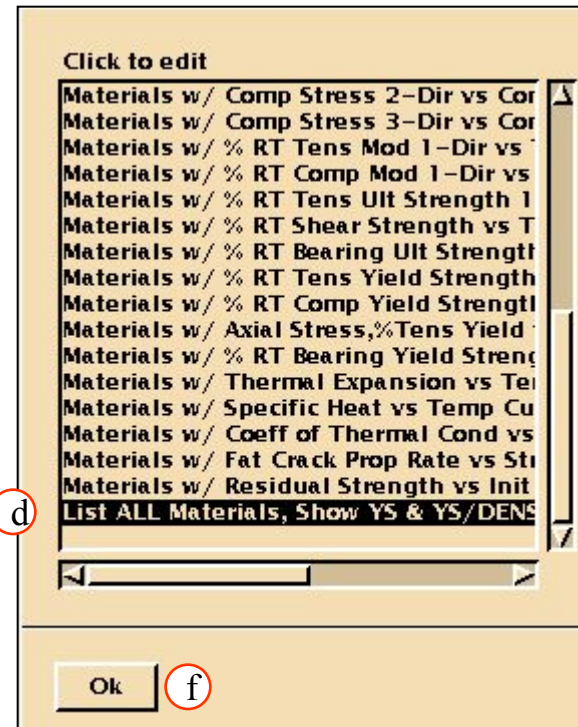 Click to edit
Materials w/ Comp Stress 2-Dir vs Cor
Materials w/ Comp Stress 3-Dir vs Cor
Materials w/ % RT Tens Mod 1-Dir vs
Materials w/ % RT Comp Mod 1-Dir vs
Materials w/ % RT Tens Ult Strength 1
Materials w/ % RT Shear Strength vs T
Materials w/ % RT Bearing Ult Strength
Materials w/ % RT Tens Yield Strength
Materials w/ % RT Comp Yield Strengt
Materials w/ Axial Stress,%Tens Yield
Materials w/ % RT Bearing Yield Streng
Materials w/ Thermal Expansion vs Te
Materials w/ Specific Heat vs Temp Cu
Materials w/ Coeff of Thermal Cond vs
Materials w/ Fat Crack Prop Rate vs Str
Materials w/ Residual Strength vs Init
d List ALL Materials, Show YS & YS/DENS
Ok f